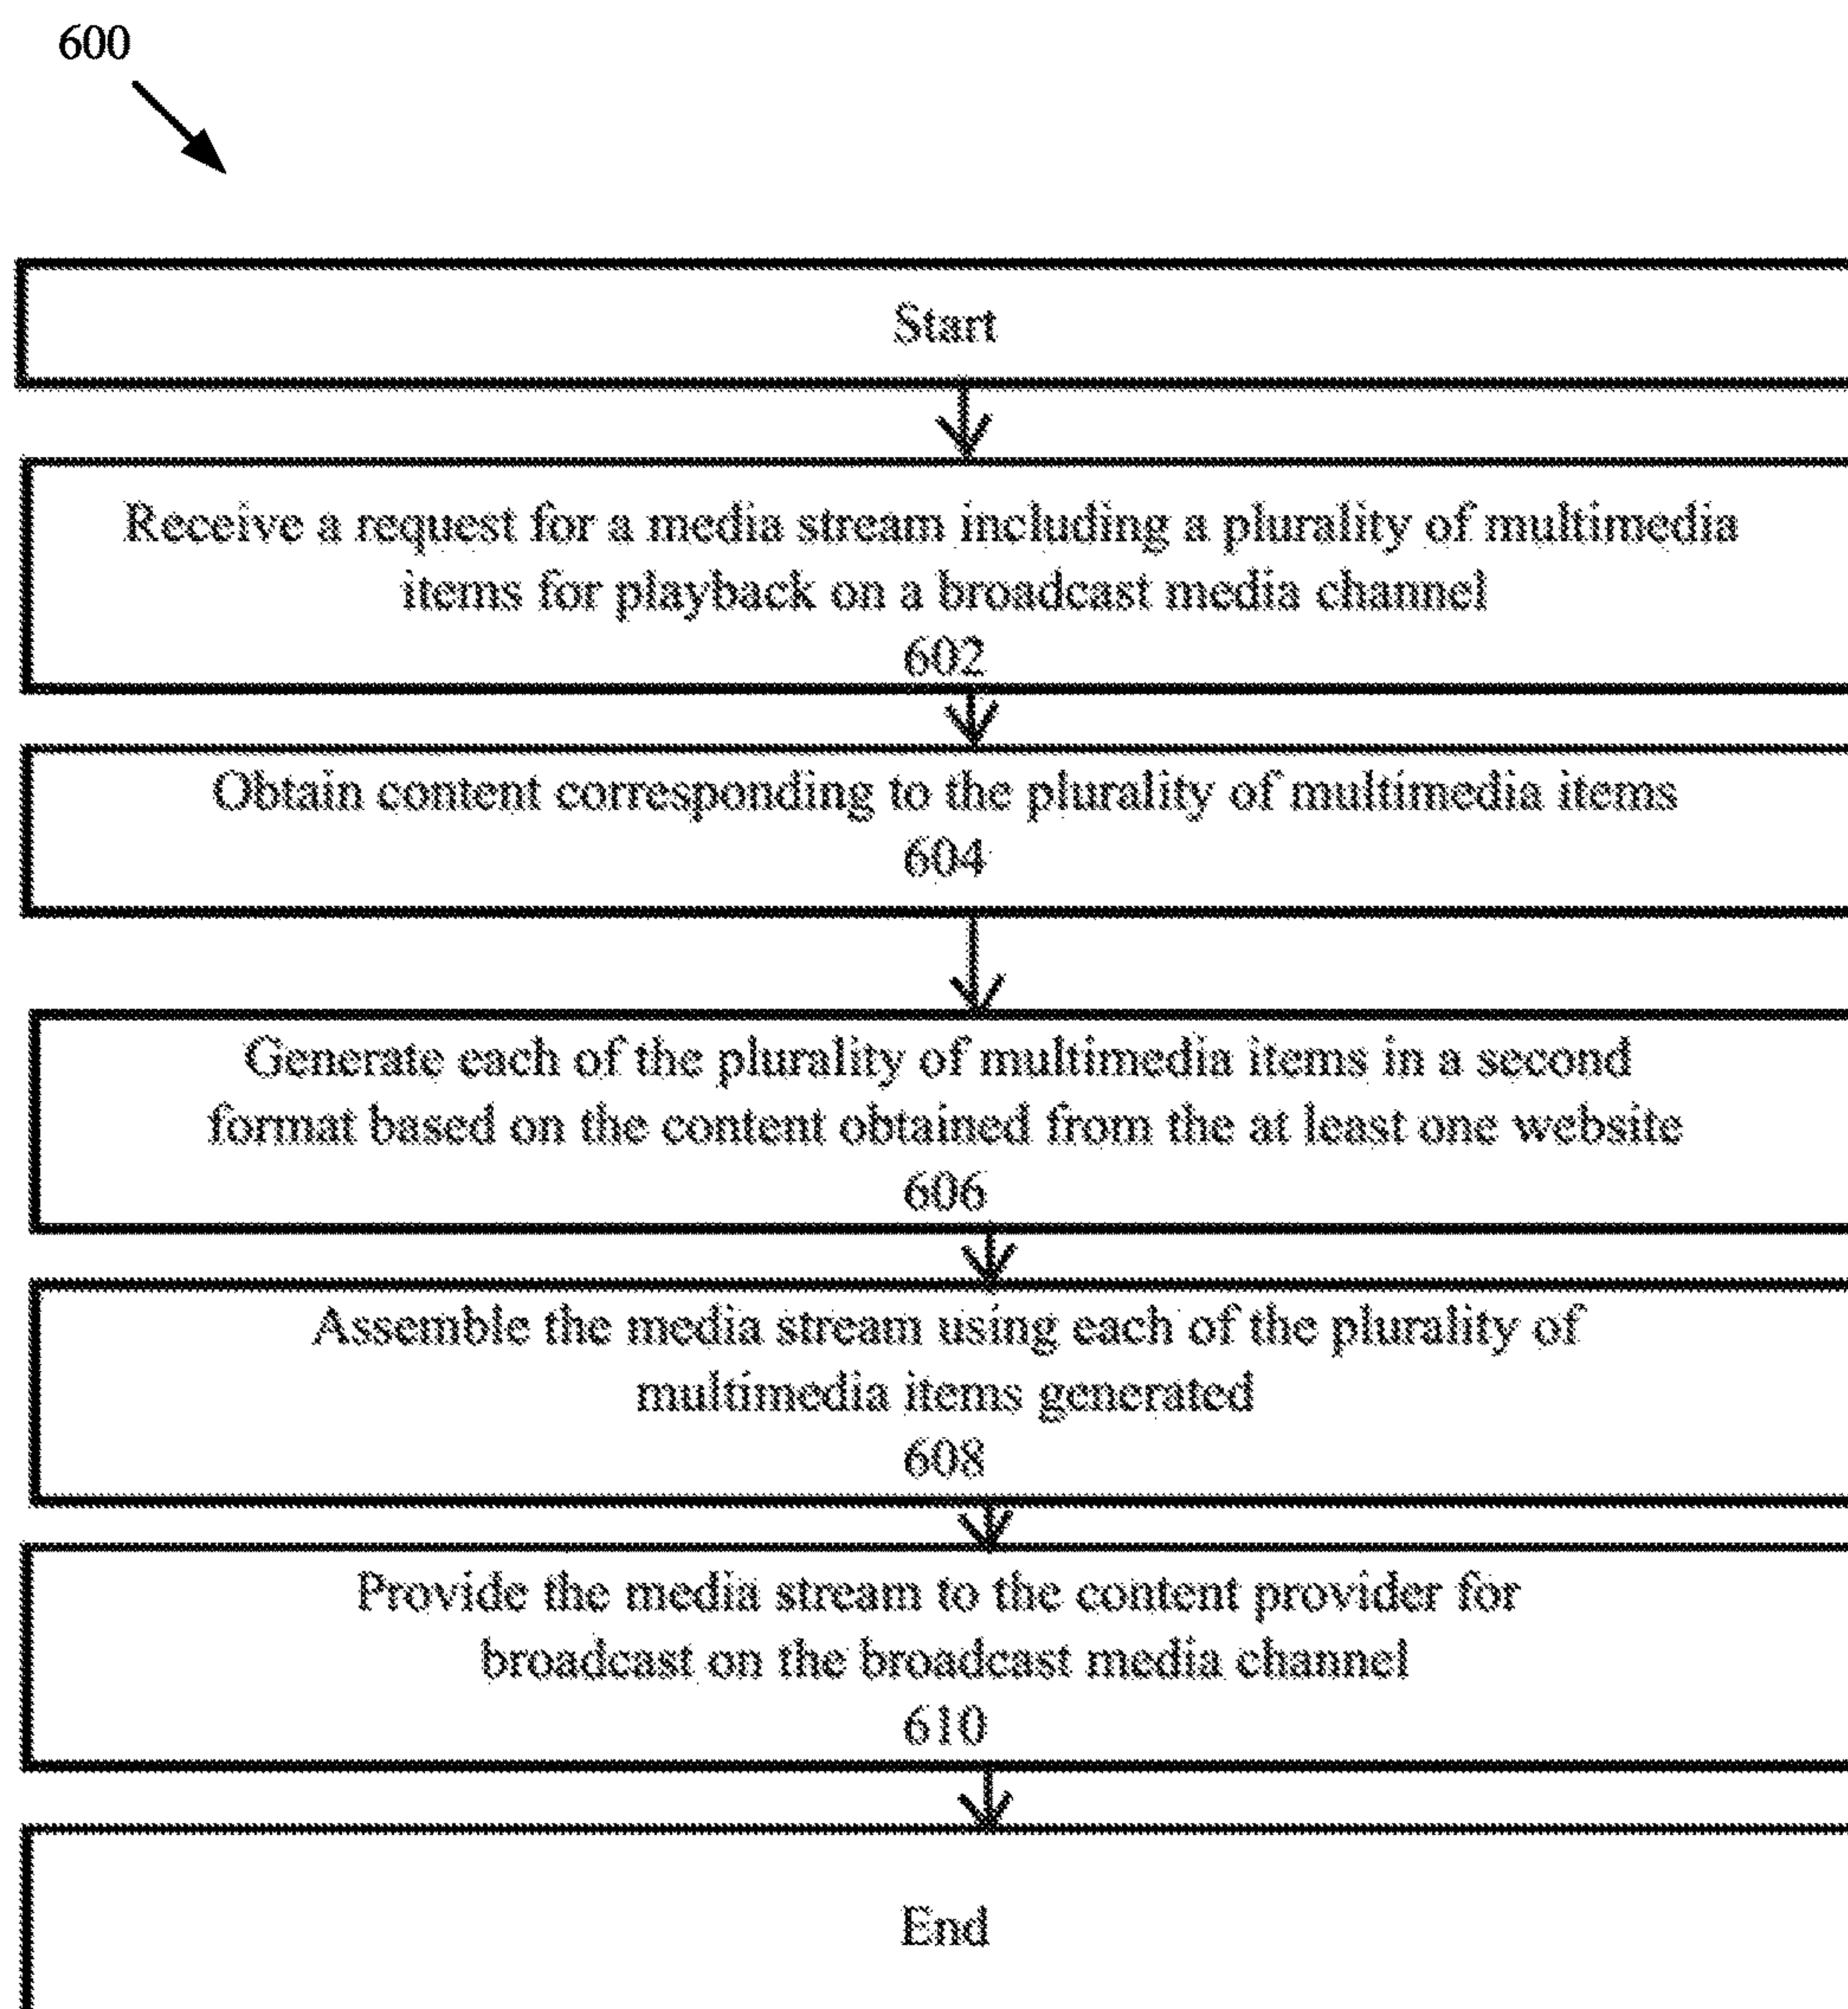 600
Start
Receive a request for a media stream including a plurality of multimedia
items for playback on a broadcast media channel
602
Obtain content corresponding to the plurality of multimedia items
604
Generate each of the plurality of multimedia items in a second
format based on the content obtained from the at least one website
606
Assemble the media stream using each of the plurality of
multimedia items generated
608
Provide the media stream to the content provider for
broadcast on the broadcast media channel
610
End